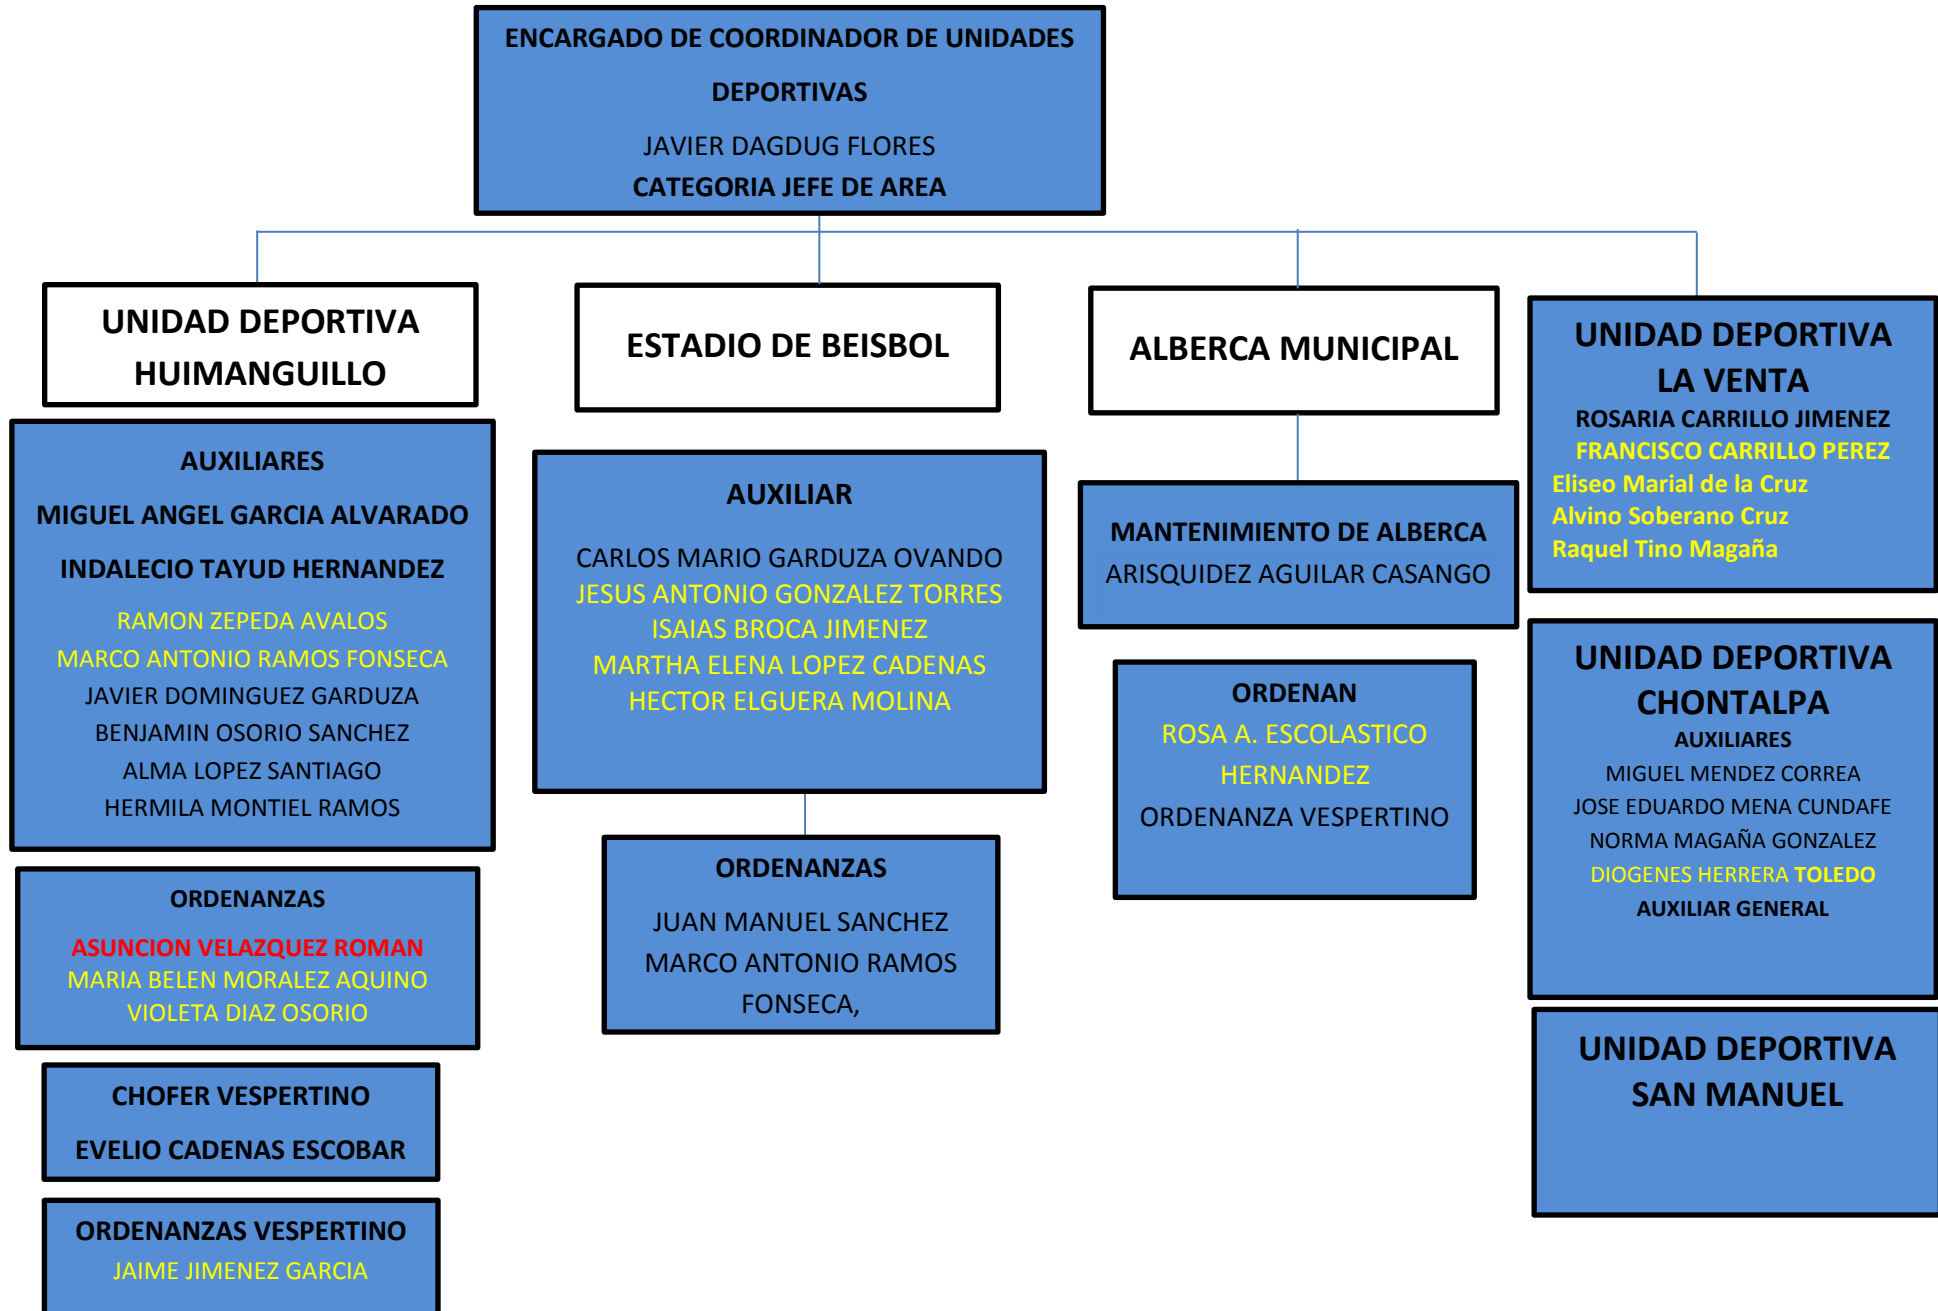 ENCARGADO DE COORDINADOR DE UNIDADES
DEPORTIVAS
JAVIER DAGDUG FLORES
CATEGORIA JEFE DE AREA
UNIDAD DEPORTIVA
HUIMANGUILLO
AUXILIARES
MIGUEL ANGEL GARCIA ALVARADO
INDALECIO TAYUD HERNANDEZ
RAMON ZEPEDA AVALOS
MARCO ANTONIO RAMOS FONSECA
JAVIER DOMINGUEZ GARDUZA
BENJAMIN OSORIO SANCHEZ
ALMA LOPEZ SANTIAGO
HERMILA MONTIEL RAMOS
ORDENANZAS
ASUNCION VELAZQUEZ ROMAN
MARIA BELEN MORALEZ AQUINO
VIOLETA DIAZ OSORIO
CHOFER VESPERTINO
EVELIO CADENAS ESCOBAR
ORDENANZAS VESPERTINO
JAIME JIMENEZ GARCIA
ESTADIO DE BEISBOL
AUXILIAR
CARLOS MARIO GARDUZA OVANDO
JESUS ANTONIO GONZALEZ TORRES
ISAIAS BROCA JIMENEZ
MARTHA ELENA LOPEZ CADENAS
HECTOR ELGUERA MOLINA
ORDENANZAS
JUAN MANUEL SANCHEZ
MARCO ANTONIO RAMOS
FONSECA,
ALBERCA MUNICIPAL
MANTENIMIENTO DE ALBERCA
ARISQUIDEZ AGUILAR CASANGO
ORDENAN
ROSA A. ESCOLASTICO
HERNANDEZ
ORDENANZA VESPERTINO
UNIDAD DEPORTIVA
LA VENTA
ROSARIA CARRILLO JIMENEZ
FRANCISCO CARRILLO PEREZ
Eliseo Marial de la Cruz
Alvino Soberano Cruz
Raquel Tino Magaña
UNIDAD DEPORTIVA
CHONTALPA
AUXILIARES
MIGUEL MENDEZ CORREA
JOSE EDUARDO MENA CUNDAFE
NORMA MAGAÑA GONZALEZ
DIOGENES HERRERA TOLEDO
AUXILIAR GENERAL
UNIDAD DEPORTIVA
SAN MANUEL